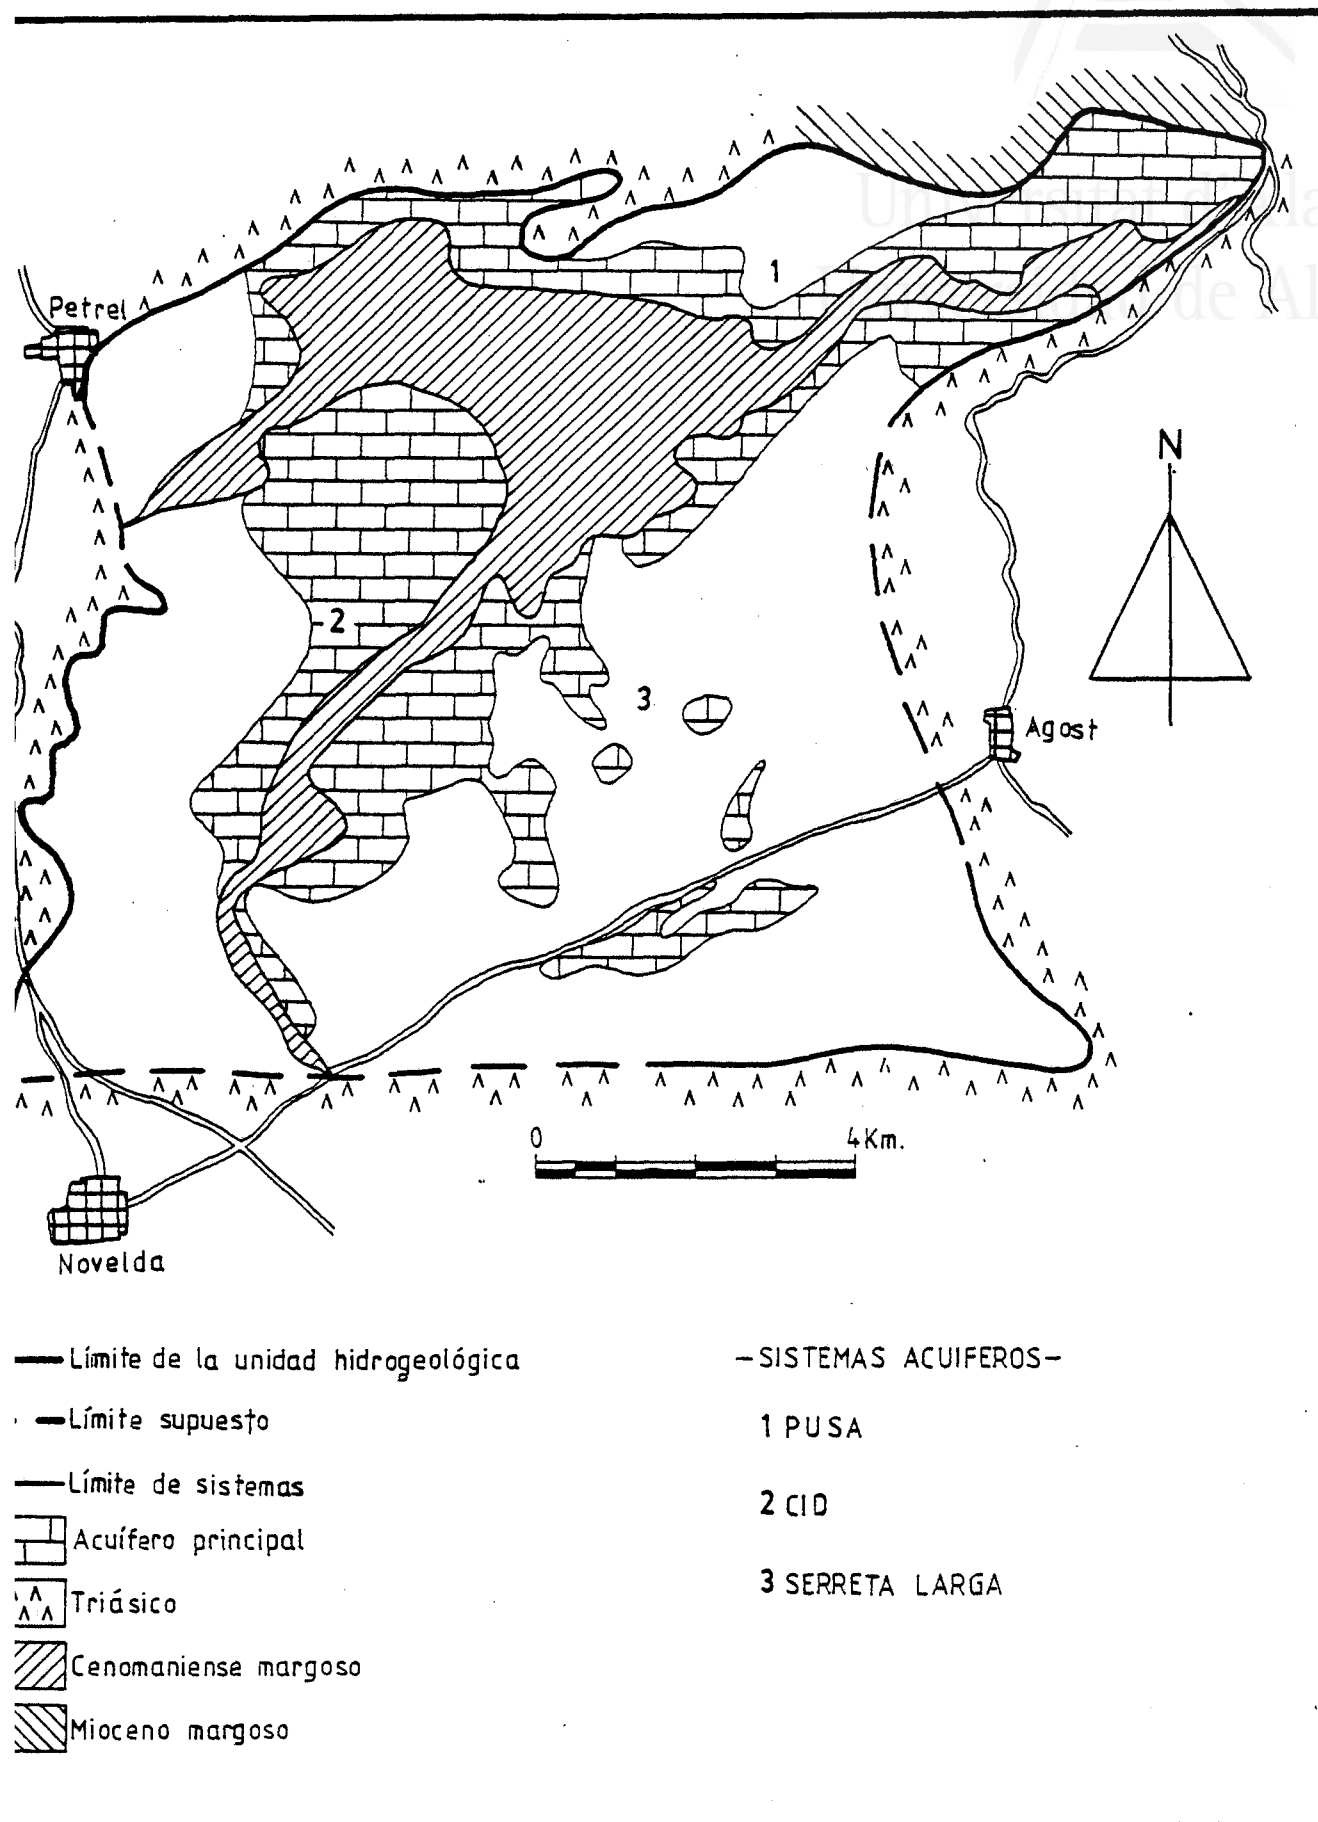 Petrel
1
N
2
3
Agost
0 4Km.
Novelda
Límite de la unidad hidrogeológica
Límite supuesto
Límite de sistemas
Acuífero principal
Triásico
Cenomaniense margoso
Mioceno margoso
-SISTEMAS ACUIFEROS-
1 PUSA
2 CID
3 SERRETA LARGA